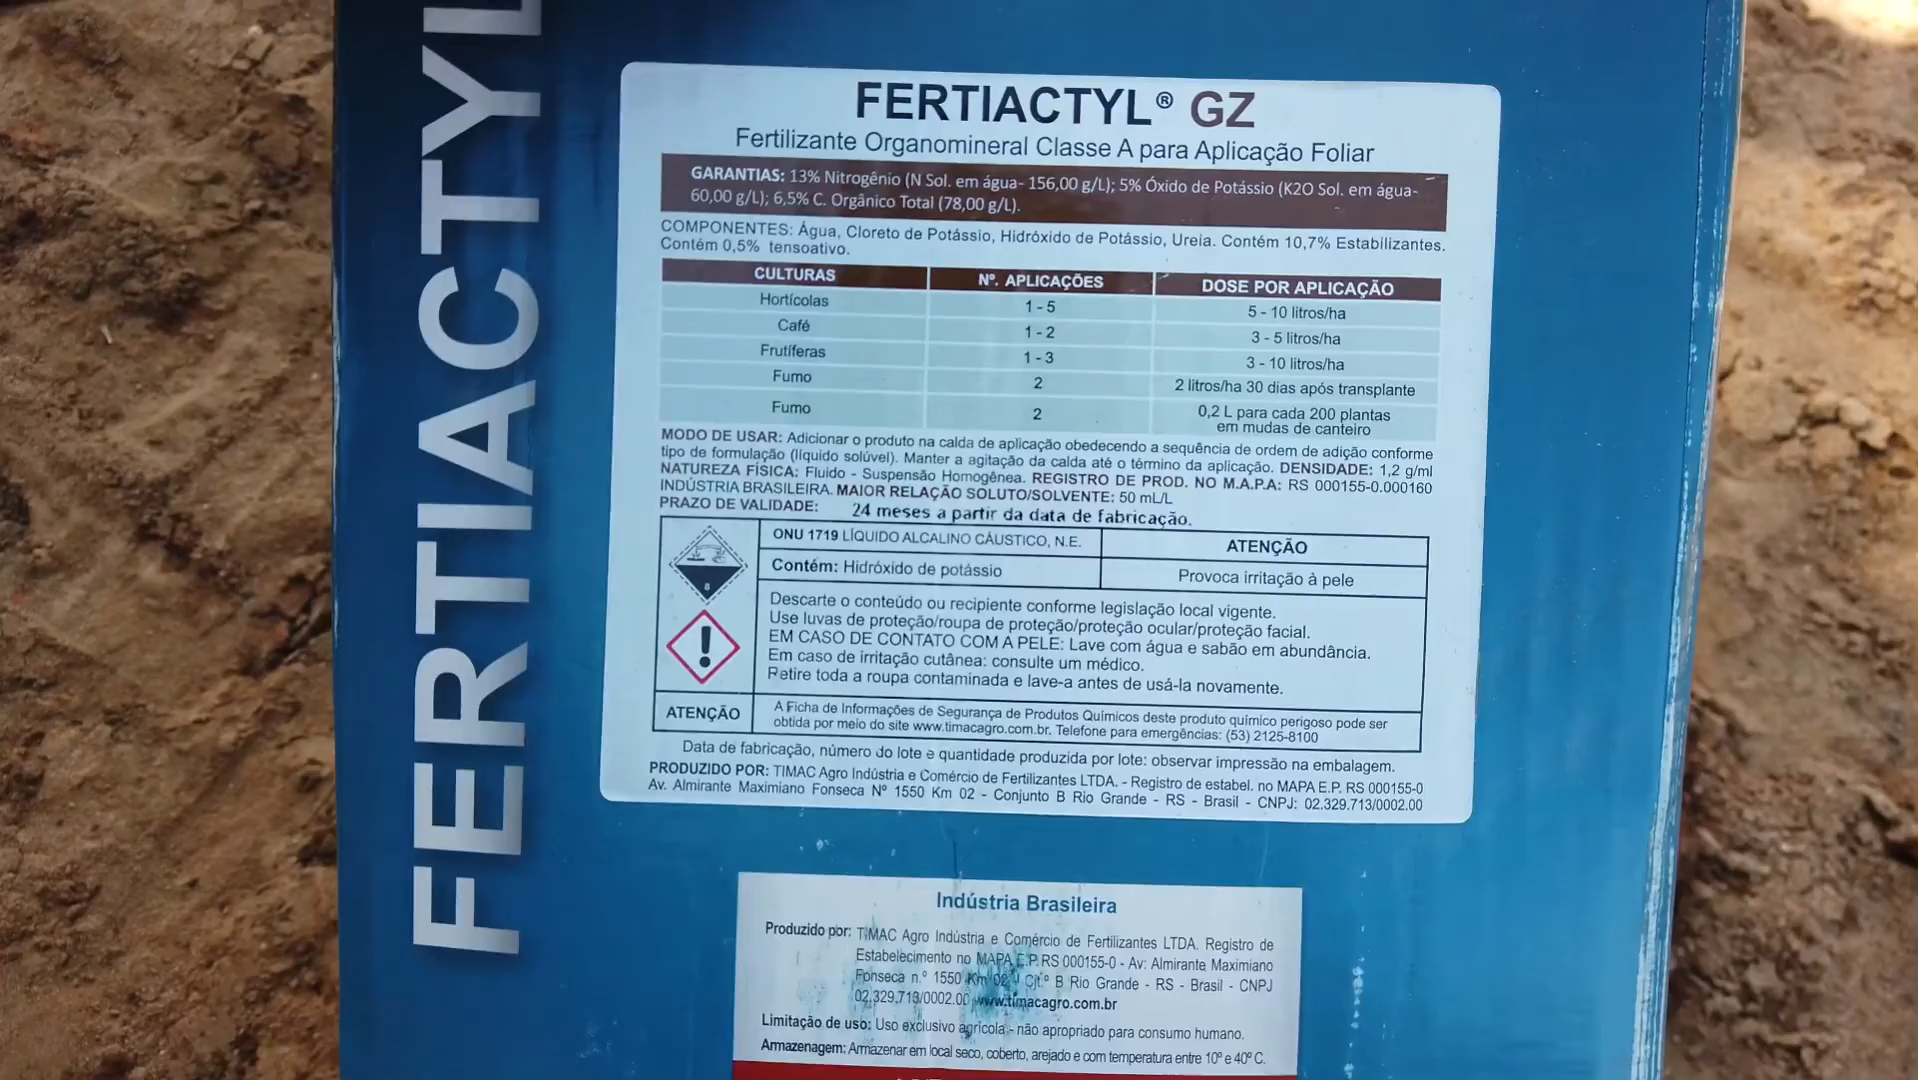 FERTIACTYL
FERTIACTYL® GZ
Fertilizante Organomineral Classe A para Aplicação Foliar
GARANTIAS: 13% Nitrogênio (N Sol. em água- 156,00 g/L); 5% Óxido de Potássio (K2O Sol. em água-
60,00 g/L); 6,5% C. Orgânico Total (78,00 g/L).
COMPONENTES: Água, Cloreto de Potássio, Hidróxido de Potássio, Ureia. Contém 10,7% Estabilizantes.
Contém 0,5% tensoativo.
CULTURAS Nº. APLICAÇÕES DOSE POR APLICAÇÃO
Hortícolas 1 - 5 5 - 10 litros/ha
Café 1 - 2 3 - 5 litros/ha
Frutíferas 1 - 3 3 - 10 litros/ha
Fumo 2 2 litros/ha 30 dias após transplante
Fumo 2 0,2 L para cada 200 plantas
em mudas de canteiro
MODO DE USAR: Adicionar o produto na calda de aplicação obedecendo a sequência de ordem de adição conforme
tipo de formulação (líquido solúvel). Manter a agitação da calda até o término da aplicação. DENSIDADE: 1,2 g/ml
NATUREZA FÍSICA: Fluido - Suspensão Homogênea. REGISTRO DE PROD. NO M.A.P.A: RS 000155-0.000160
INDÚSTRIA BRASILEIRA. MAIOR RELAÇÃO SOLUTO/SOLVENTE: 50 mL/L
PRAZO DE VALIDADE: 24 meses a partir da data de fabricação.
ONU 1719 LÍQUIDO ALCALINO CÁUSTICO, N.E. ATENÇÃO
Contém: Hidróxido de potássio Provoca irritação à pele
8
Descarte o conteúdo ou recipiente conforme legislação local vigente.
Use luvas de proteção/roupa de proteção/proteção ocular/proteção facial.
EM CASO DE CONTATO COM A PELE: Lave com água e sabão em abundância.
Em caso de irritação cutânea: consulte um médico.
Retire toda a roupa contaminada e lave-a antes de usá-la novamente.
ATENÇÃO A Ficha de Informações de Segurança de Produtos Químicos deste produto químico perigoso pode ser
obtida por meio do site www.timacagro.com.br. Telefone para emergências: (53) 2125-8100
Data de fabricação, número do lote e quantidade produzida por lote: observar impressão na embalagem.
PRODUZIDO POR: TIMAC Agro Indústria e Comércio de Fertilizantes LTDA. - Registro de estabel. no MAPA E.P. RS 000155-0
Av. Almirante Maximiano Fonseca Nº 1550 Km 02 - Conjunto B Rio Grande - RS - Brasil - CNPJ: 02.329.713/0002.00
Indústria Brasileira
Produzido por: TIMAC Agro Indústria e Comércio de Fertilizantes LTDA. Registro de
Estabelecimento no MAPA E.P. RS 000155-0 - Av: Almirante Maximiano
Fonseca n.º 1550 Km 02 Cjt.º B Rio Grande - RS - Brasil - CNPJ
02.329.713/0002.00 www.timacagro.com.br
Limitação de uso: Uso exclusivo agrícola - não apropriado para consumo humano.
Armazenagem: Armazenar em local seco, coberto, arejado e com temperatura entre 10º e 40º C.